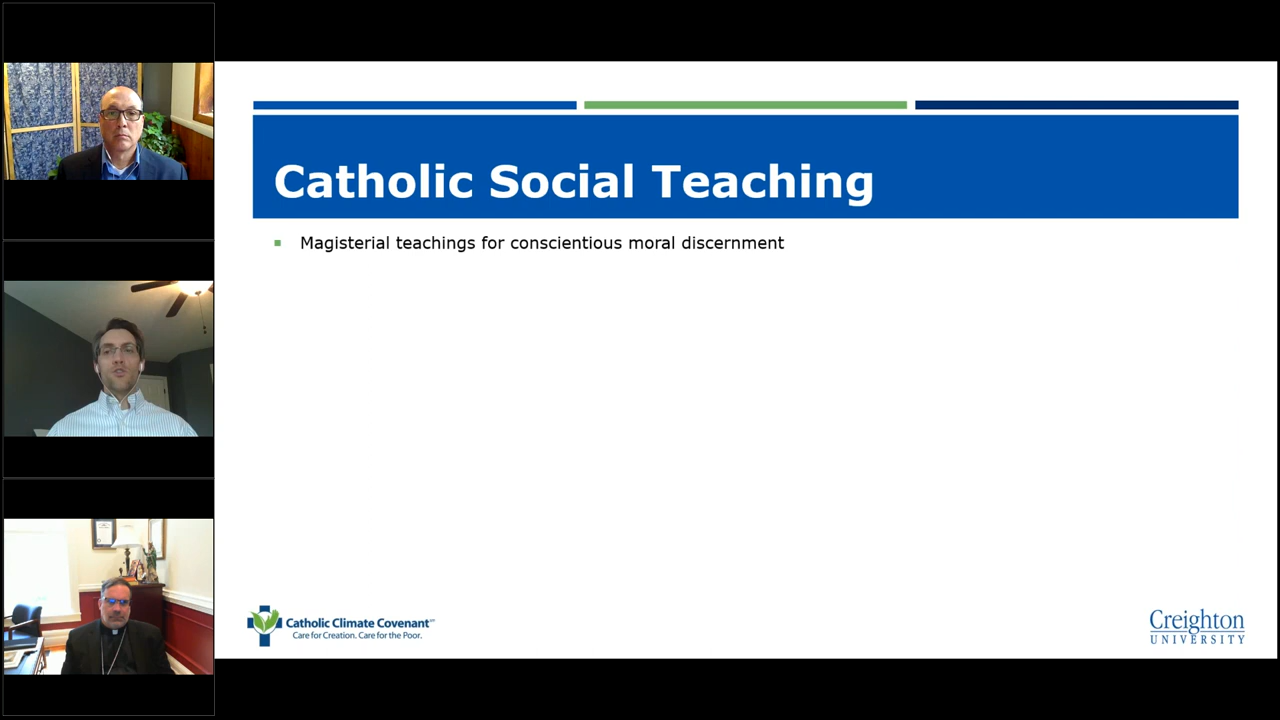 Catholic Social Teaching
Magisterial teachings for conscientious moral discernment
Catholic Climate Covenant
Care for Creation. Care for the Poor.
Creighton
UNIVERSITY